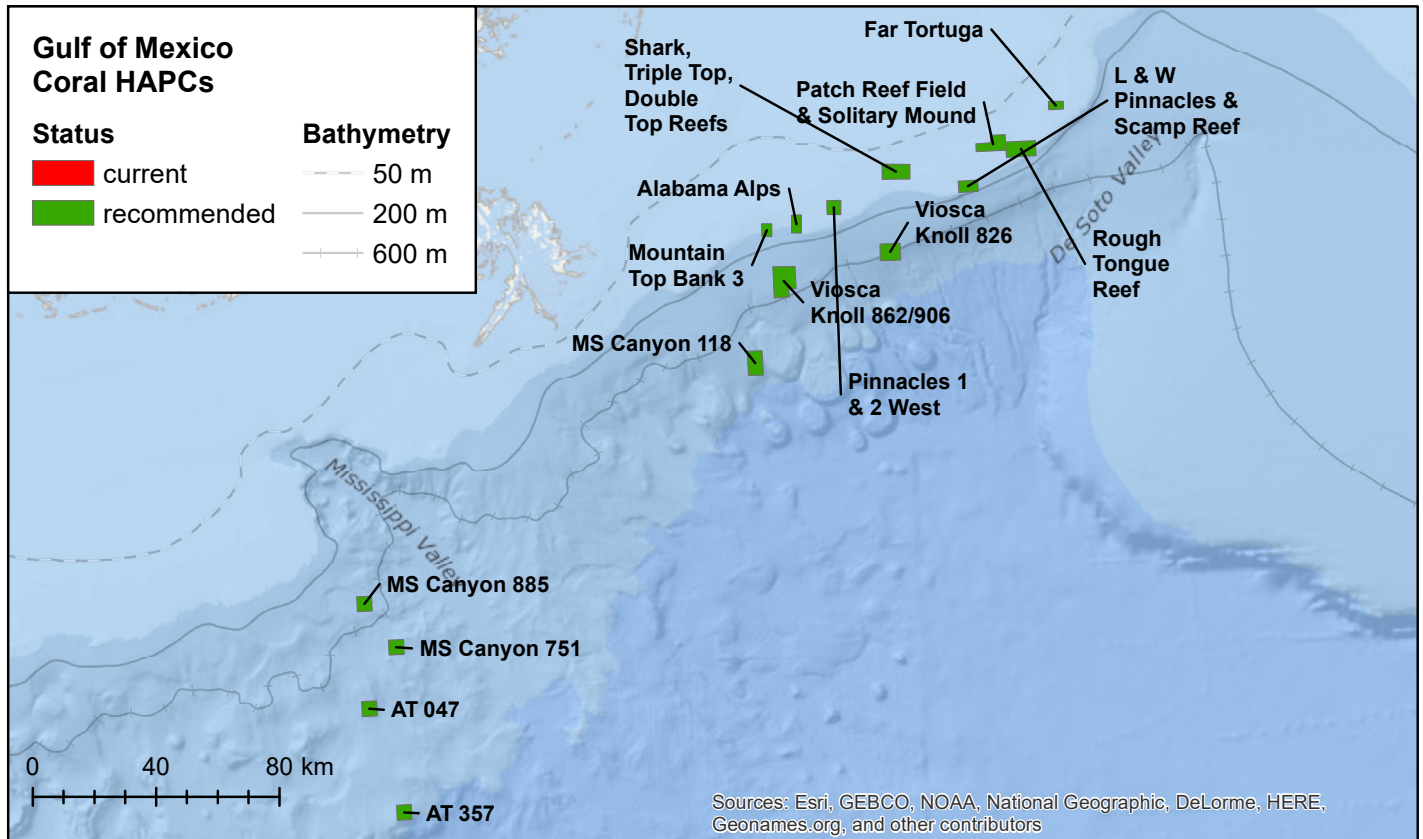 Gulf of Mexico
Coral HAPCs
Status
current
recommended
Bathymetry
50 m
200 m
600 m
Shark,
Triple Top,
Double
Top Reefs
Far Tortuga
Patch Reef Field
& Solitary Mound
L & W
Pinnacles &
Scamp Reef
Alabama Alps
Mountain
Top Bank 3
Viosca
Knoll 826
De Soto Valley
Rough
Tongue
Reef
Viosca
Knoll 862/906
MS Canyon 118
Pinnacles 1
& 2 West
Mississippi Valley
MS Canyon 885
MS Canyon 751
AT 047
AT 357
0 40 80 km
Sources: Esri, GEBCO, NOAA, National Geographic, DeLorme, HERE,
Geonames.org, and other contributors